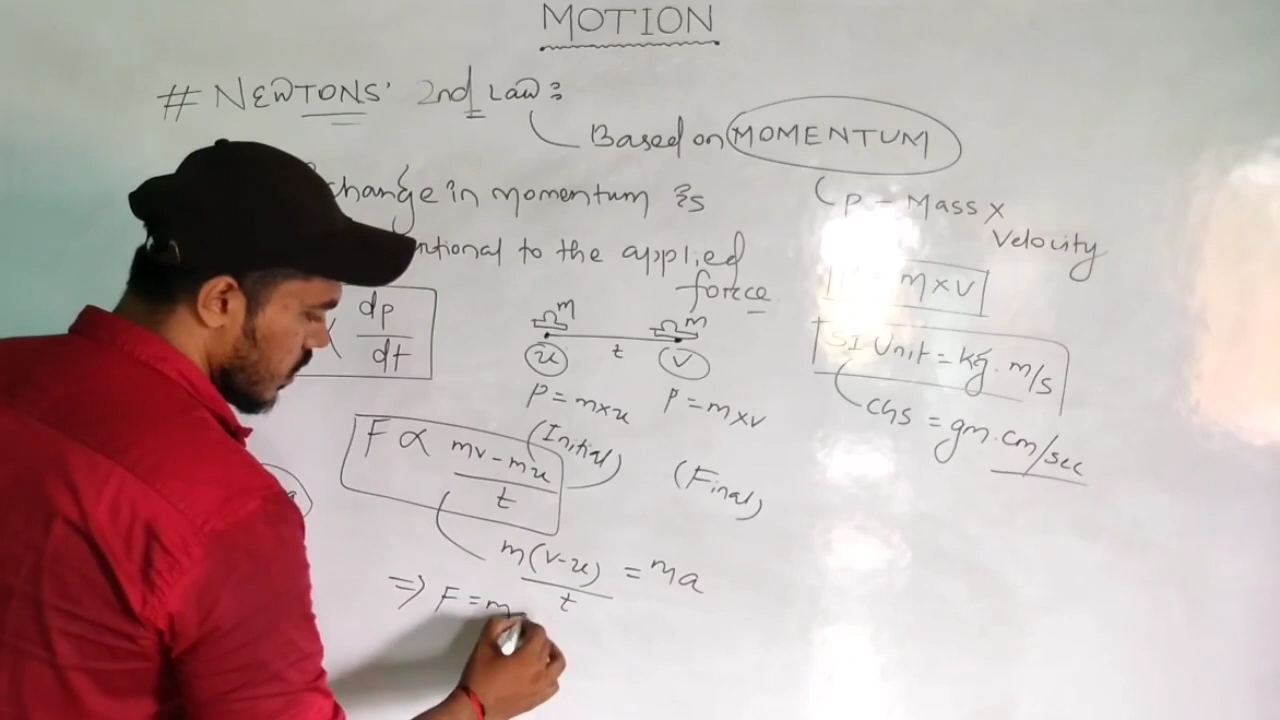 MOTION
# NEWTONS' 2nd Law:
Based on MOMENTUM
change in momentum is
to the applied
force
P - Mass x
Velocity
= m x v
SI Unit = kg. m/s
CGS = gm. cm/sec
dp
dt
m m
u t v
P = m x u P = m x v
(Initial)
(Final)
F ∝ mv - mu
t
m(v-u) = ma
t
⇒ F = m